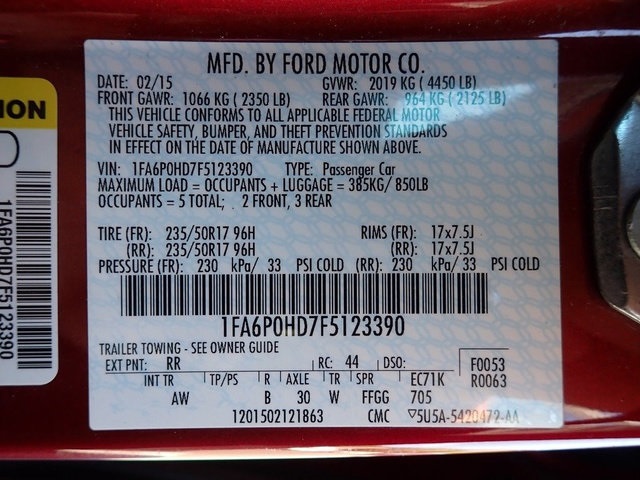 MFD. BY FORD MOTOR CO.
DATE: 02/15 GVWR: 2019 KG ( 4450 LB)
FRONT GAWR: 1066 KG ( 2350 LB) REAR GAWR: 964 KG ( 2125 LB)
THIS VEHICLE CONFORMS TO ALL APPLICABLE FEDERAL MOTOR
VEHICLE SAFETY, BUMPER, AND THEFT PREVENTION STANDARDS
IN EFFECT ON THE DATE OF MANUFACTURE SHOWN ABOVE.
VIN: 1FA6P0HD7F5123390 TYPE: Passenger Car
MAXIMUM LOAD = OCCUPANTS + LUGGAGE = 385KG/ 850LB
OCCUPANTS = 5 TOTAL; 2 FRONT, 3 REAR
TIRE (FR): 235/50R17 96H RIMS (FR): 17x7.5J
(RR): 235/50R17 96H (RR): 17x7.5J
PRESSURE (FR): 230 kPa/ 33 PSI COLD (RR): 230 kPa/ 33 PSI COLD
1FA6P0HD7F5123390
TRAILER TOWING - SEE OWNER GUIDE
EXT PNT: RR RC: 44 DSO: F0053
R0063
INT TR TP/PS R AXLE TR SPR EC71K
AW B 30 W FFGG 705
1201502121863 CMC ▽5U5A-5420472-AA
ION
1FA6P0HD7F5123390